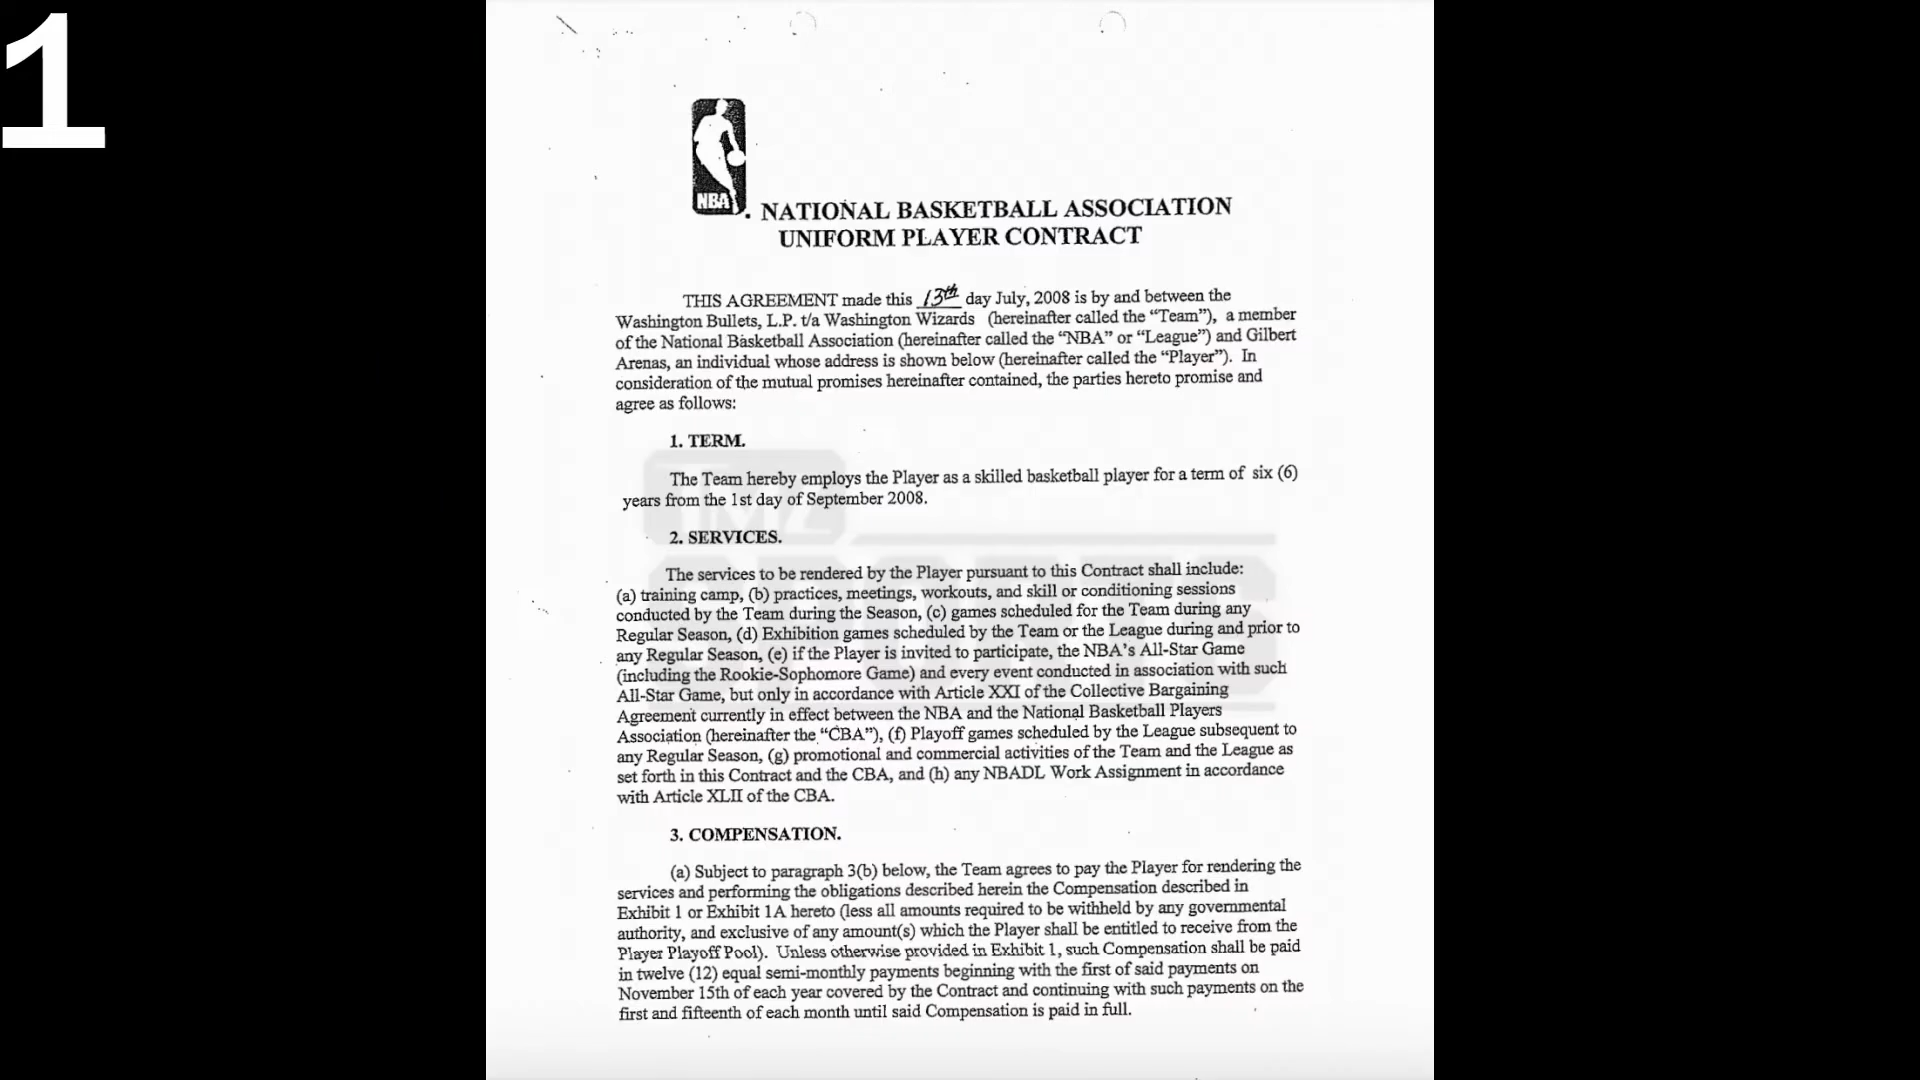 1
NBA
NATIONAL BASKETBALL ASSOCIATION
UNIFORM PLAYER CONTRACT
THIS AGREEMENT made this 13th day July, 2008 is by and between the
Washington Bullets, L.P. t/a Washington Wizards (hereinafter called the “Team”), a member
of the National Basketball Association (hereinafter called the “NBA” or “League”) and Gilbert
Arenas, an individual whose address is shown below (hereinafter called the “Player”). In
consideration of the mutual promises hereinafter contained, the parties hereto promise and
agree as follows:
1. TERM.
The Team hereby employs the Player as a skilled basketball player for a term of six (6)
years from the 1st day of September 2008.
TMZ
2. SERVICES.
SPORTS
The services to be rendered by the Player pursuant to this Contract shall include:
(a) training camp, (b) practices, meetings, workouts, and skill or conditioning sessions
conducted by the Team during the Season, (c) games scheduled for the Team during any
Regular Season, (d) Exhibition games scheduled by the Team or the League during and prior to
any Regular Season, (e) if the Player is invited to participate, the NBA’s All-Star Game
(including the Rookie-Sophomore Game) and every event conducted in association with such
All-Star Game, but only in accordance with Article XXI of the Collective Bargaining
Agreement currently in effect between the NBA and the National Basketball Players
Association (hereinafter the “CBA”), (f) Playoff games scheduled by the League subsequent to
any Regular Season, (g) promotional and commercial activities of the Team and the League as
set forth in this Contract and the CBA, and (h) any NBADL Work Assignment in accordance
with Article XLII of the CBA.
3. COMPENSATION.
(a) Subject to paragraph 3(b) below, the Team agrees to pay the Player for rendering the
services and performing the obligations described herein the Compensation described in
Exhibit 1 or Exhibit 1A hereto (less all amounts required to be withheld by any governmental
authority, and exclusive of any amount(s) which the Player shall be entitled to receive from the
Player Playoff Pool). Unless otherwise provided in Exhibit 1, such Compensation shall be paid
in twelve (12) equal semi-monthly payments beginning with the first of said payments on
November 15th of each year covered by the Contract and continuing with such payments on the
first and fifteenth of each month until said Compensation is paid in full.